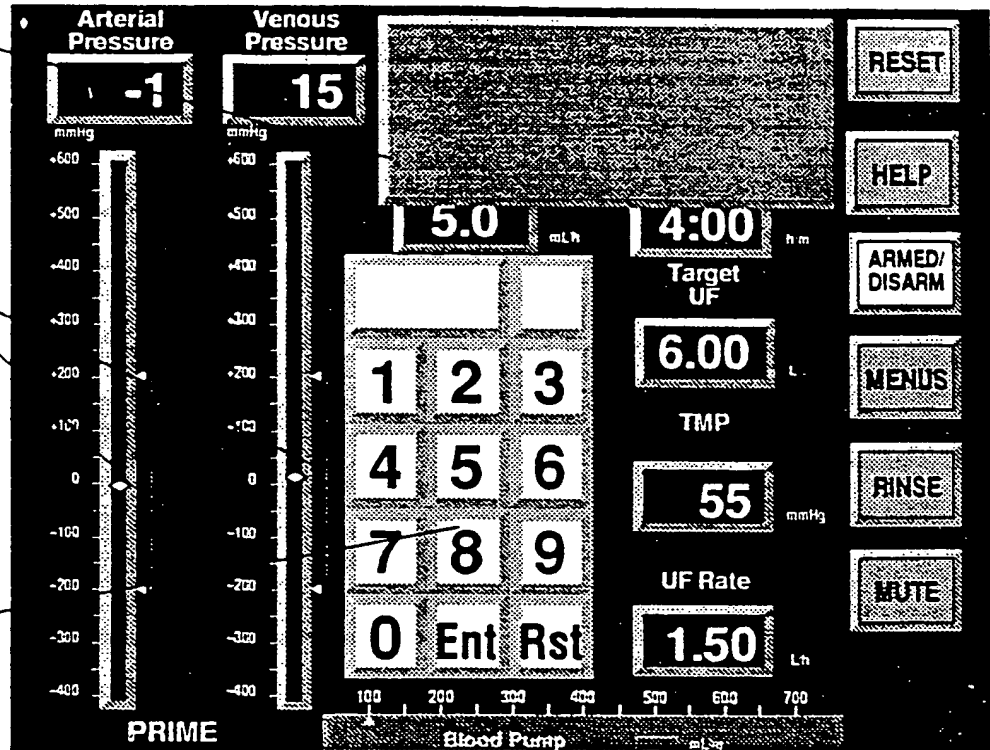 Arterial
Pressure
-1
mmHg
+600
+500
+400
+300
+200
+100
0
-100
-200
-300
-400
Venous
Pressure
15
mmHg
+600
+500
+400
+300
+200
+100
0
-100
-200
-300
-400
PRIME
5.0
4:00
h:m
1 2 3
4 5 6
7 8 9
0 Ent Rst
Target
UF
6.00
L
TMP
55
mmHg
UF Rate
1.50
100 200 300 400 500 600 700
Blood Pump
RESET
HELP
ARMED/
DISARM
MENUS
RINSE
MUTE